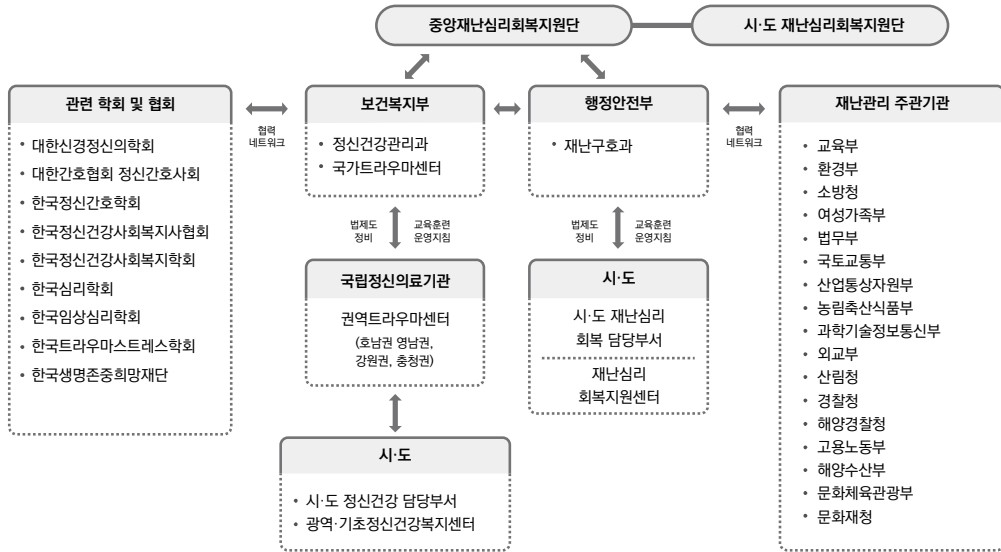 중앙재난심리회복지원단
시·도 재난심리회복지원단
관련 학회 및 협회
• 대한신경정신의학회
• 대한간호협회 정신간호사회
• 한국정신간호학회
• 한국정신건강사회복지사협회
• 한국정신건강사회복지학회
• 한국심리학회
• 한국임상심리학회
• 한국트라우마스트레스학회
• 한국생명존중희망재단
협력
네트워크
보건복지부
• 정신건강관리과
• 국가트라우마센터
법제도
정비
교육훈련
운영지침
국립정신의료기관
권역트라우마센터
(호남권 영남권,
강원권, 충청권)
시·도
• 시·도 정신건강 담당부서
• 광역·기초정신건강복지센터
행정안전부
• 재난구호과
법제도
정비
교육훈련
운영지침
시·도
시·도 재난심리
회복 담당부서
재난심리
회복지원센터
협력
네트워크
재난관리 주관기관
• 교육부
• 환경부
• 소방청
• 여성가족부
• 법무부
• 국토교통부
• 산업통상자원부
• 농림축산식품부
• 과학기술정보통신부
• 외교부
• 산림청
• 경찰청
• 해양경찰청
• 고용노동부
• 해양수산부
• 문화체육관광부
• 문화재청